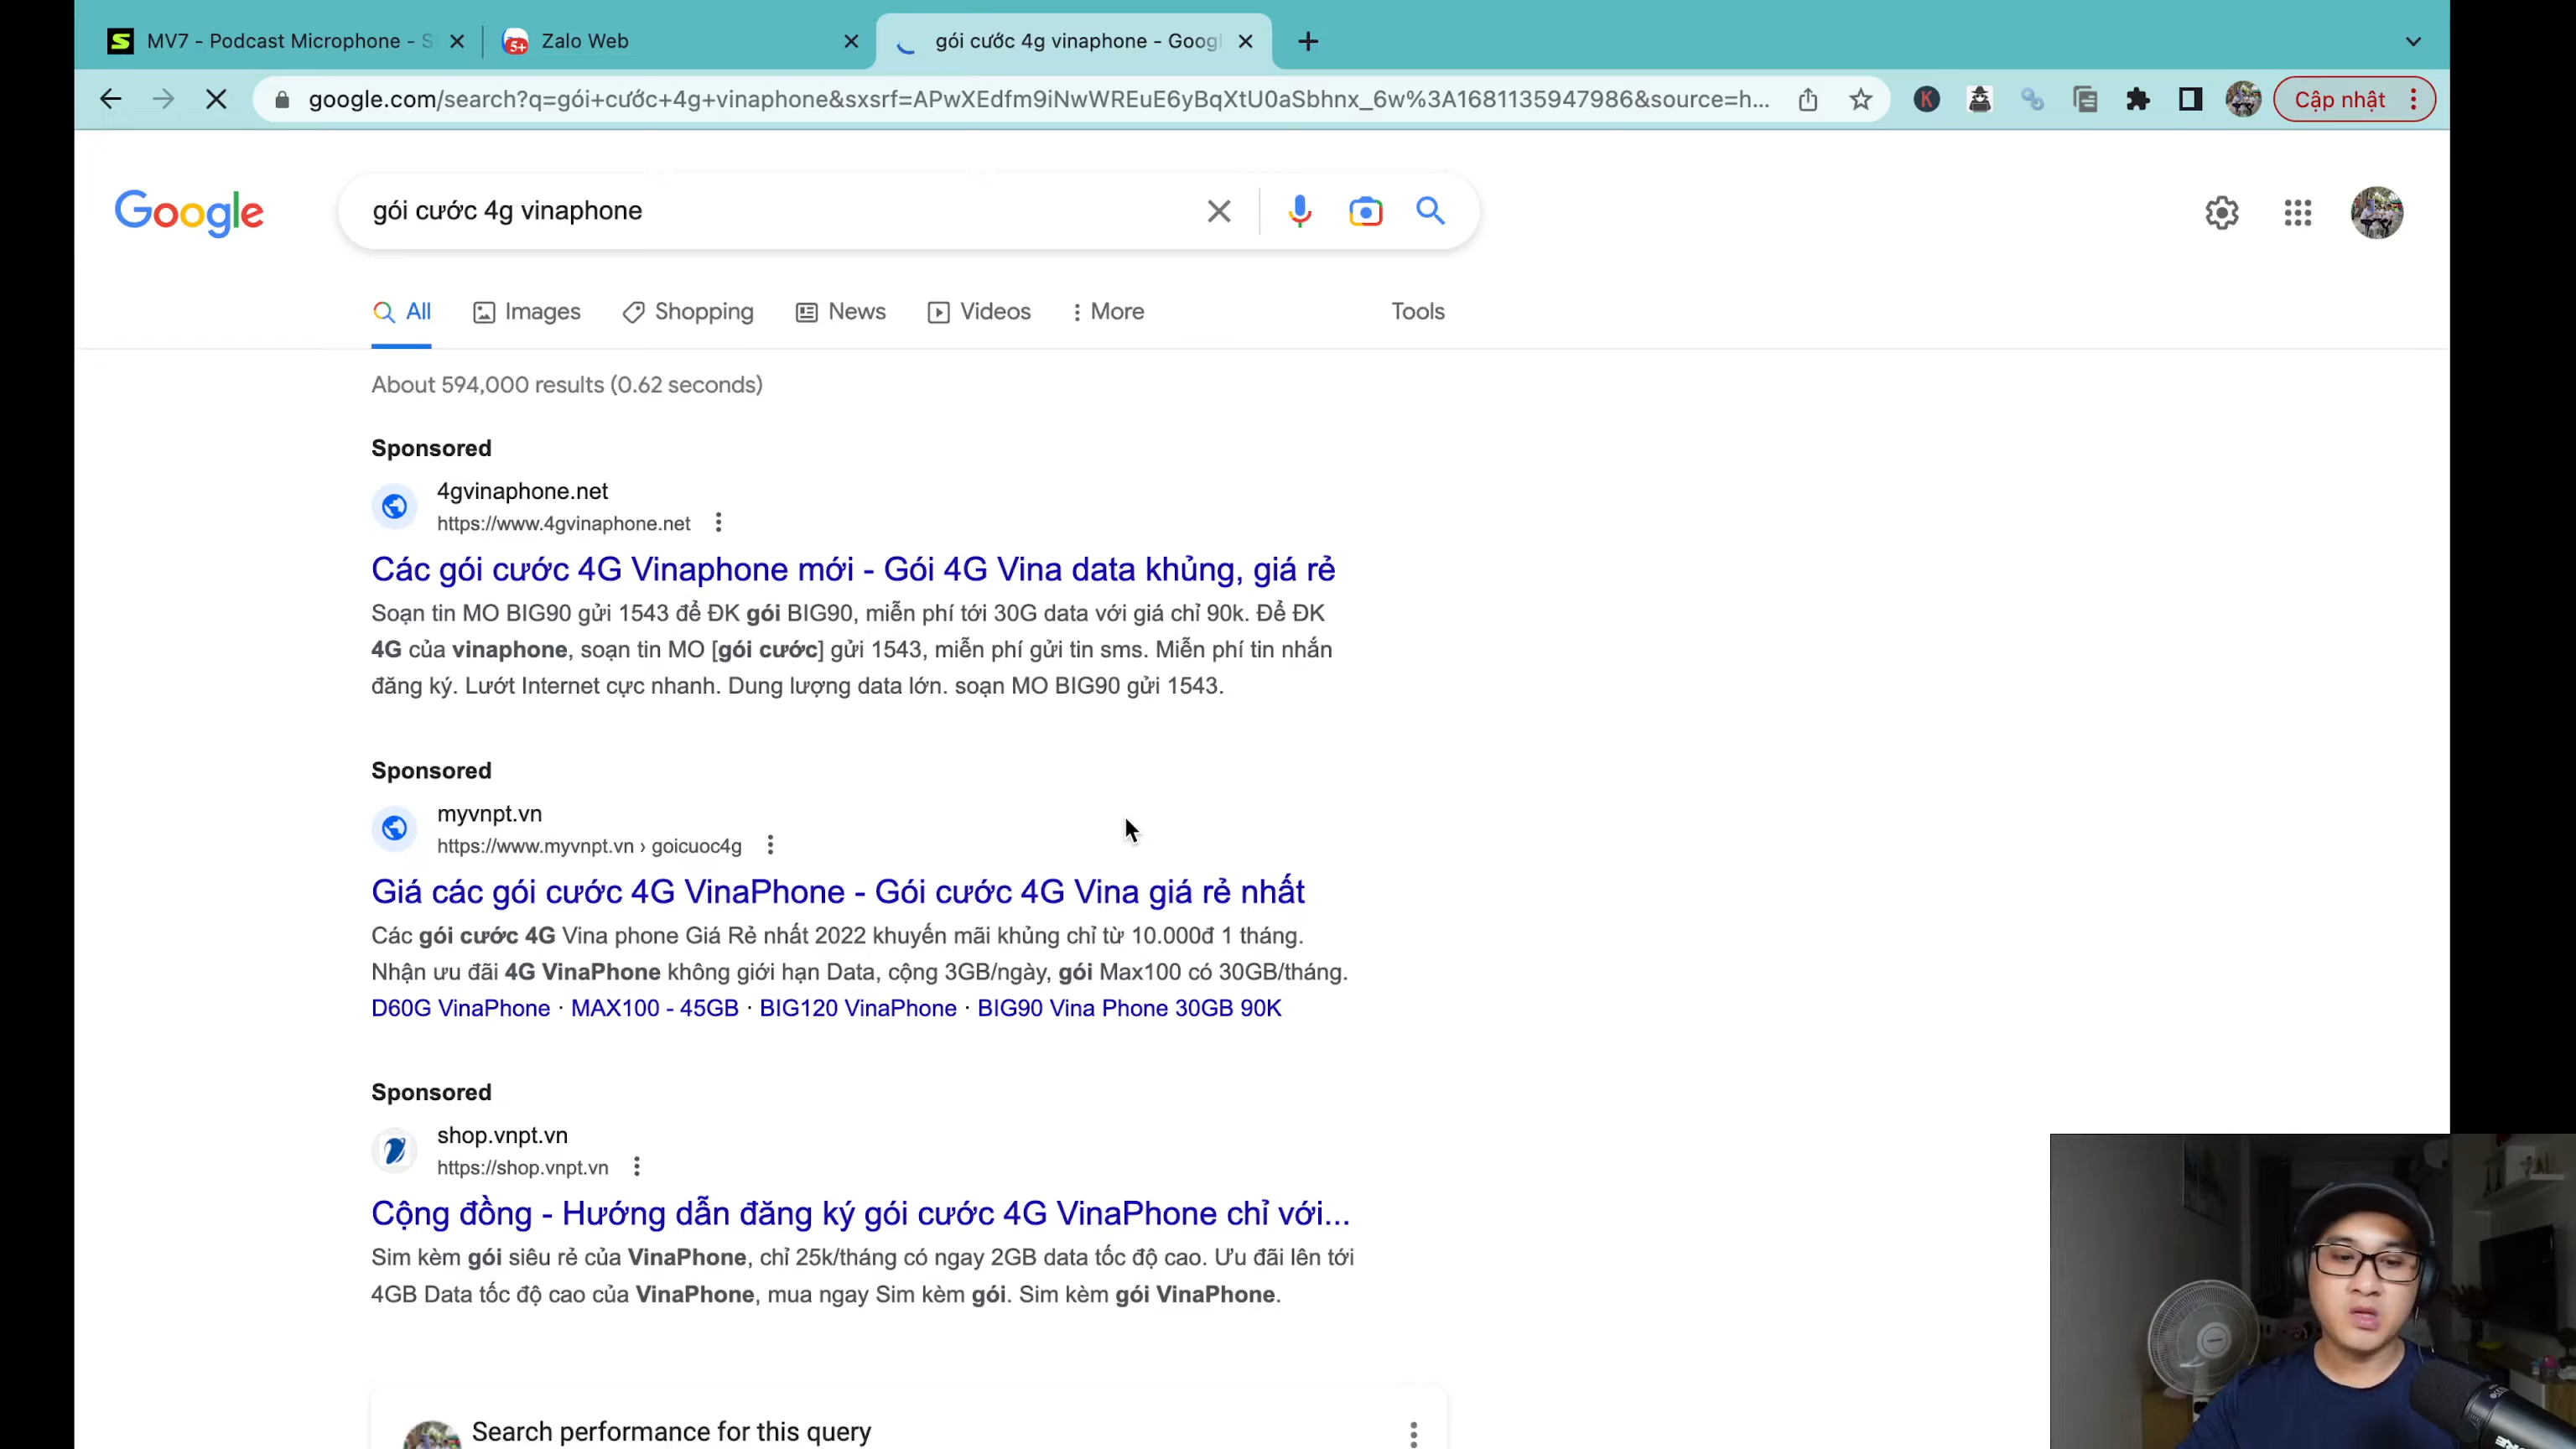 MV7 - Podcast Microphone - S
5+ Zalo Web
gói cước 4g vinaphone - Googl
google.com/search?q=gói+cước+4g+vinaphone&sxsrf=APwXEdfm9iNwWREuE6yBqXtU0aSbhnx_6w%3A1681135947986&source=h...
K
Cập nhật
Google
gói cước 4g vinaphone
All
Images
Shopping
News
Videos
More
Tools
About 594,000 results (0.62 seconds)
Sponsored
4gvinaphone.net
https://www.4gvinaphone.net
Các gói cước 4G Vinaphone mới - Gói 4G Vina data khủng, giá rẻ
Soạn tin MO BIG90 gửi 1543 để ĐK gói BIG90, miễn phí tới 30G data với giá chỉ 90k. Để ĐK
4G của vinaphone, soạn tin MO [gói cước] gửi 1543, miễn phí gửi tin sms. Miễn phí tin nhắn
đăng ký. Lướt Internet cực nhanh. Dung lượng data lớn. soạn MO BIG90 gửi 1543.
Sponsored
myvnpt.vn
https://www.myvnpt.vn › goicuoc4g
Giá các gói cước 4G VinaPhone - Gói cước 4G Vina giá rẻ nhất
Các gói cước 4G Vina phone Giá Rẻ nhất 2022 khuyến mãi khủng chỉ từ 10.000đ 1 tháng.
Nhận ưu đãi 4G VinaPhone không giới hạn Data, cộng 3GB/ngày, gói Max100 có 30GB/tháng.
D60G VinaPhone · MAX100 - 45GB · BIG120 VinaPhone · BIG90 Vina Phone 30GB 90K
Sponsored
shop.vnpt.vn
https://shop.vnpt.vn
Cộng đồng - Hướng dẫn đăng ký gói cước 4G VinaPhone chỉ với...
Sim kèm gói siêu rẻ của VinaPhone, chỉ 25k/tháng có ngay 2GB data tốc độ cao. Ưu đãi lên tới
4GB Data tốc độ cao của VinaPhone, mua ngay Sim kèm gói. Sim kèm gói VinaPhone.
Search performance for this query